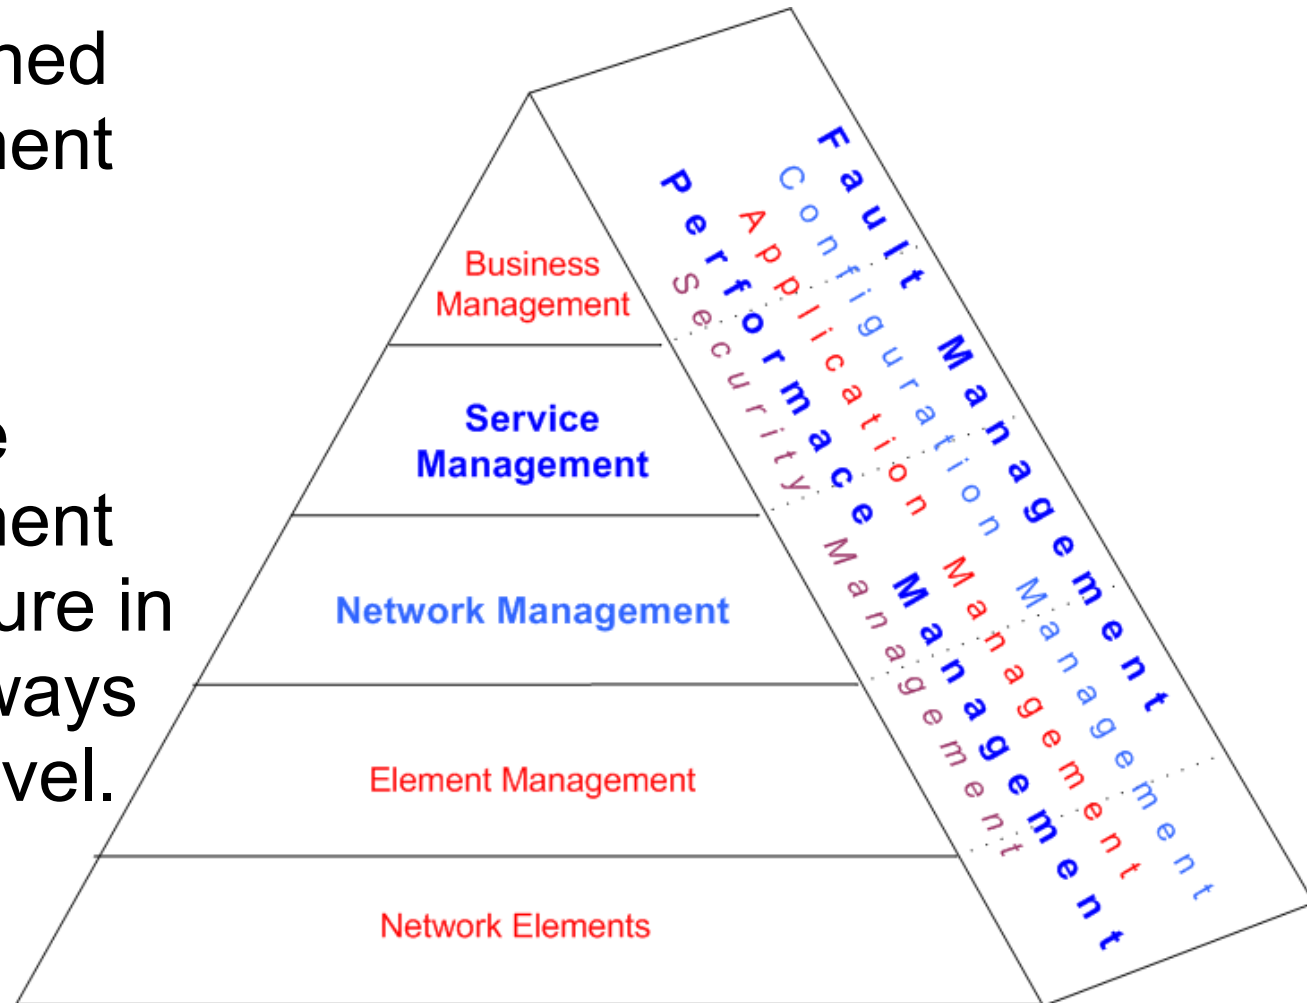 ned
nent
e
nent
ure in
ways
vel.
Business
Management
Service
Management
Network Management
Element Management
Network Elements
Fault Management
Configuration Management
Application Management
Performace Management
Security Management